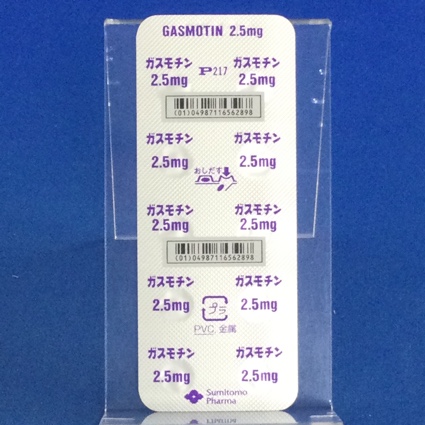 GASMOTIN 2.5mg
ガスモチン P217 ガスモチン
2.5mg 2.5mg
(01)04987116562898
ガスモチン ガスモチン
2.5mg 2.5mg
おしだす
ガスモチン ガスモチン
2.5mg 2.5mg
(01)04987116562898
ガスモチン ガスモチン
2.5mg 2.5mg
プラ
PVC, 金属
ガスモチン ガスモチン
2.5mg 2.5mg
Sumitomo
Pharma